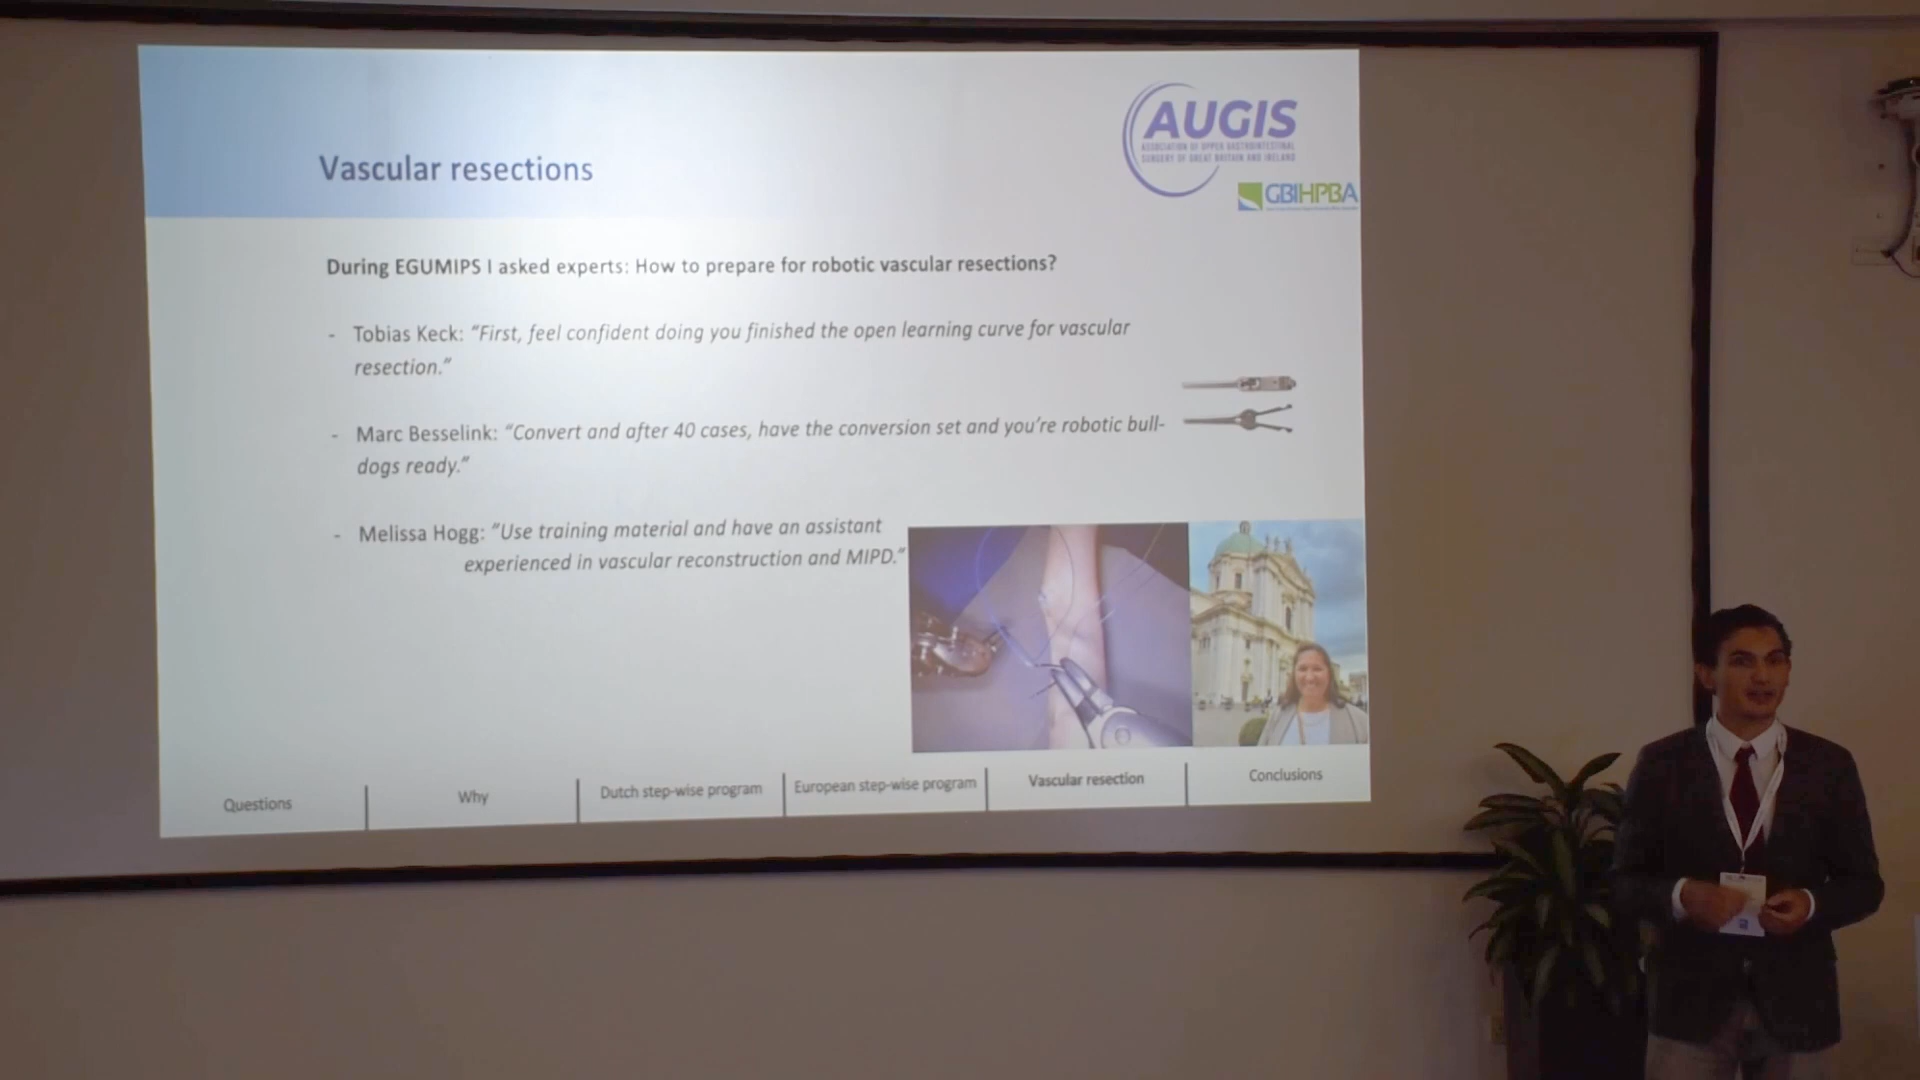 AUGIS
ASSOCIATION OF UPPER GASTROINTESTINAL
SURGERY OF GREAT BRITAIN AND IRELAND
GBIHPBA
Vascular resections
During EGUMIPS I asked experts: How to prepare for robotic vascular resections?
- Tobias Keck: “First, feel confident doing you finished the open learning curve for vascular
resection.”
- Marc Besselink: “Convert and after 40 cases, have the conversion set and you’re robotic bull-
dogs ready.”
- Melissa Hogg: “Use training material and have an assistant
experienced in vascular reconstruction and MIPD.”
Questions
Why
Dutch step-wise program
European step-wise program
Vascular resection
Conclusions